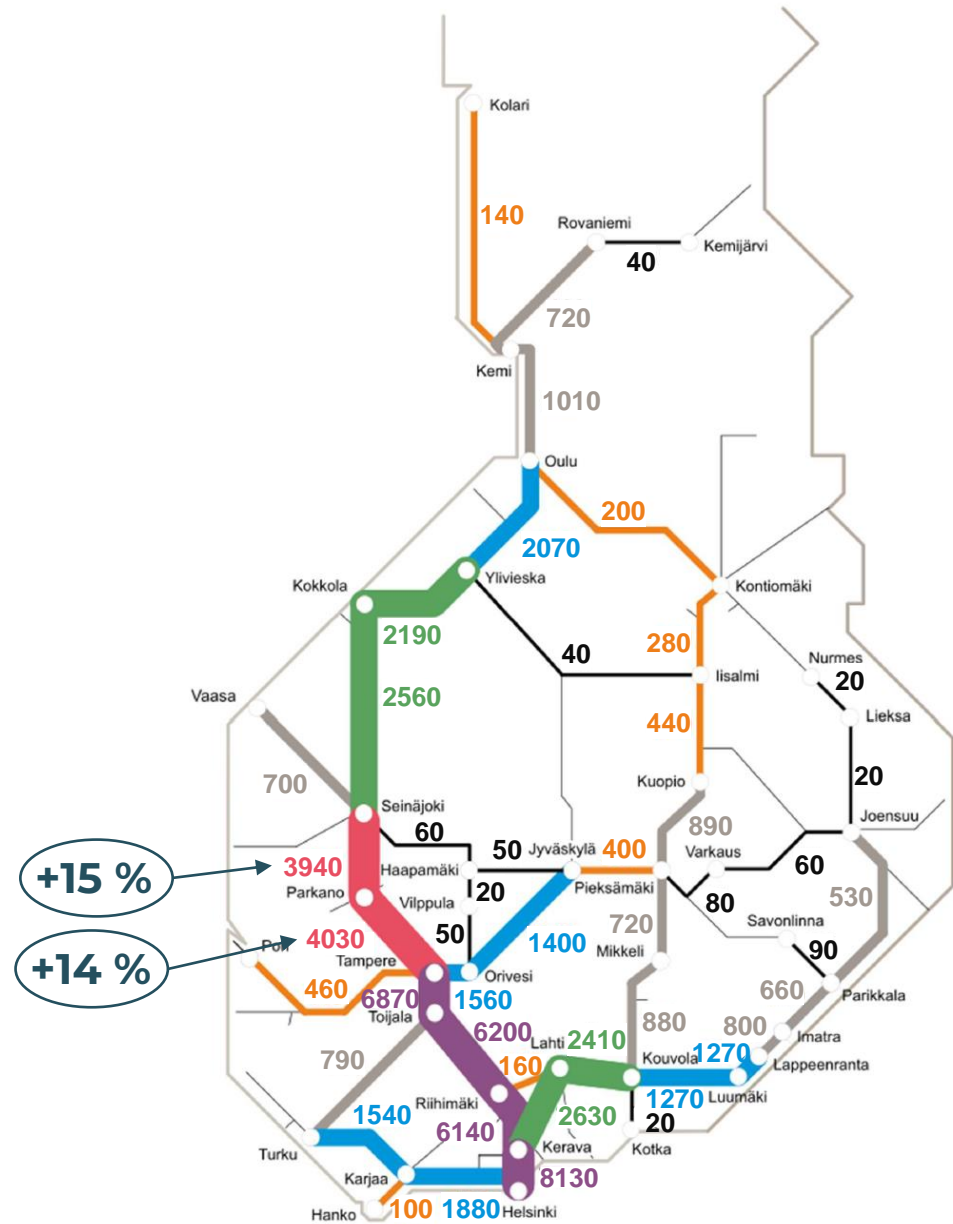 Kolari
140
Rovaniemi
40
Kemijärvi
720
Kemi
1010
Oulu
200
2070
Ylivieska
Kontiomäki
Kokkola
2190
280
40
Nurmes
20
Iisalmi
Vaasa
2560
Lieksa
440
700
20
Kuopio
Seinäjoki
60
890
Joensuu
50
Jyväskylä
400
Varkaus
60
+15 %
3940
Haapamäki
Pieksämäki
Parkano
20
80
530
Vilppula
720
Savonlinna
4030
50
1400
Mikkeli
90
+14 %
Pori
Tampere
Orivesi
460
6870
1560
660
Parikkala
Toijala
6200
Lahti
2410
880
800
Imatra
790
160
Kouvola
1270
Lappeenranta
Riihimäki
1270
Luumäki
1540
6140
2630
20
Turku
Kerava
Kotka
Karjaa
8130
Hanko
100
1880
Helsinki